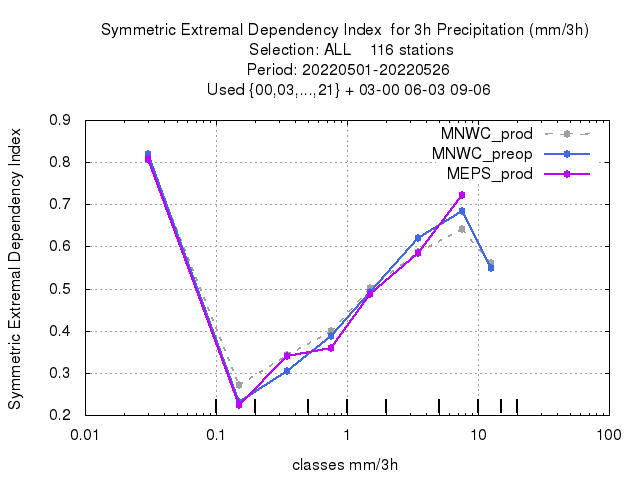 Symmetric Extremal Dependency Index  for 3h Precipitation (mm/3h)
Selection: ALL    116 stations
Period: 20220501-20220526
Used {00,03,...,21} + 03-00 06-03 09-06
MNWC_prod
MNWC_preop
MEPS_prod
Symmetric Extremal Dependency Index
0.9
0.8
0.7
0.6
0.5
0.4
0.3
0.2
0.01 0.1 1 10 100
classes mm/3h